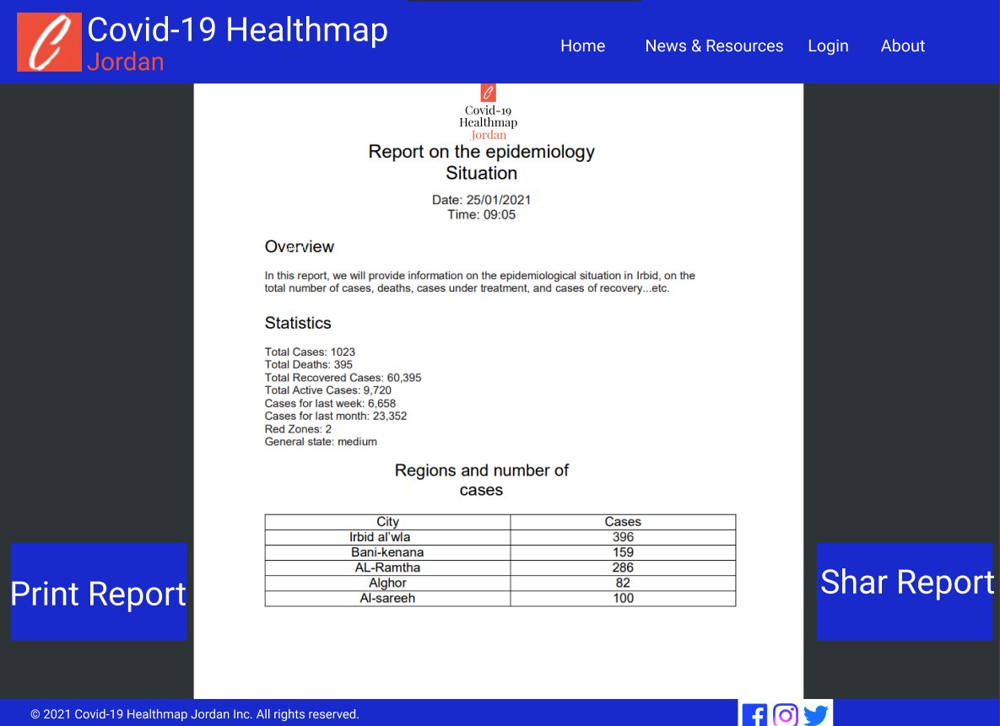 Covid-19 Healthmap
Jordan
Home News & Resources Login About
Covid-19
Healthmap
Jordan
Report on the epidemiology
Situation
Date: 25/01/2021
Time: 09:05
Overview
In this report, we will provide information on the epidemiological situation in Irbid, on the
total number of cases, deaths, cases under treatment, and cases of recovery...etc.
Statistics
Total Cases: 1023
Total Deaths: 395
Total Recovered Cases: 60,395
Total Active Cases: 9,720
Cases for last week: 6,658
Cases for last month: 23,352
Red Zones: 2
General state: medium
Regions and number of
cases
City Cases
Irbid al'wla 396
Bani-kenana 159
AL-Ramtha 286
Alghor 82
Al-sareeh 100
Print Report
Shar Report
© 2021 Covid-19 Healthmap Jordan Inc. All rights reserved.